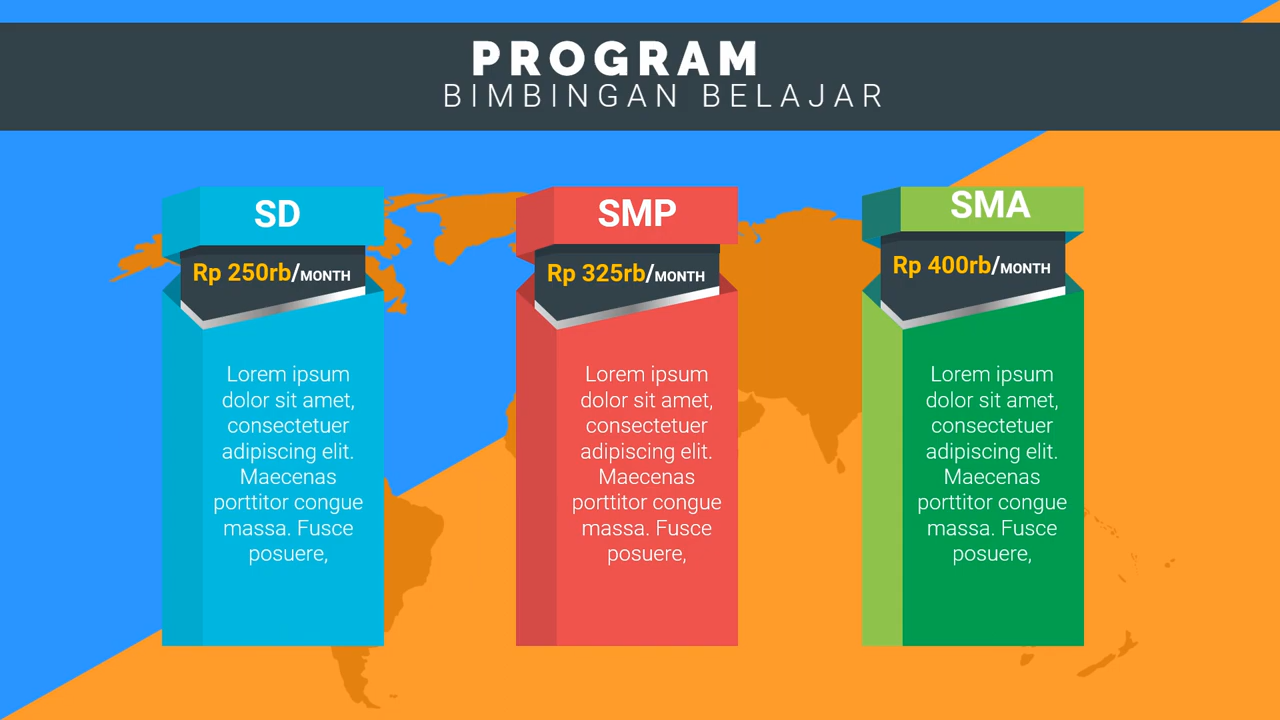 PROGRAM
BIMBINGAN BELAJAR
SD
Rp 250rb/MONTH
Lorem ipsum
dolor sit amet,
consectetuer
adipiscing elit.
Maecenas
porttitor congue
massa. Fusce
posuere,
SMP
Rp 325rb/MONTH
Lorem ipsum
dolor sit amet,
consectetuer
adipiscing elit.
Maecenas
porttitor congue
massa. Fusce
posuere,
SMA
Rp 400rb/MONTH
Lorem ipsum
dolor sit amet,
consectetuer
adipiscing elit.
Maecenas
porttitor congue
massa. Fusce
posuere,